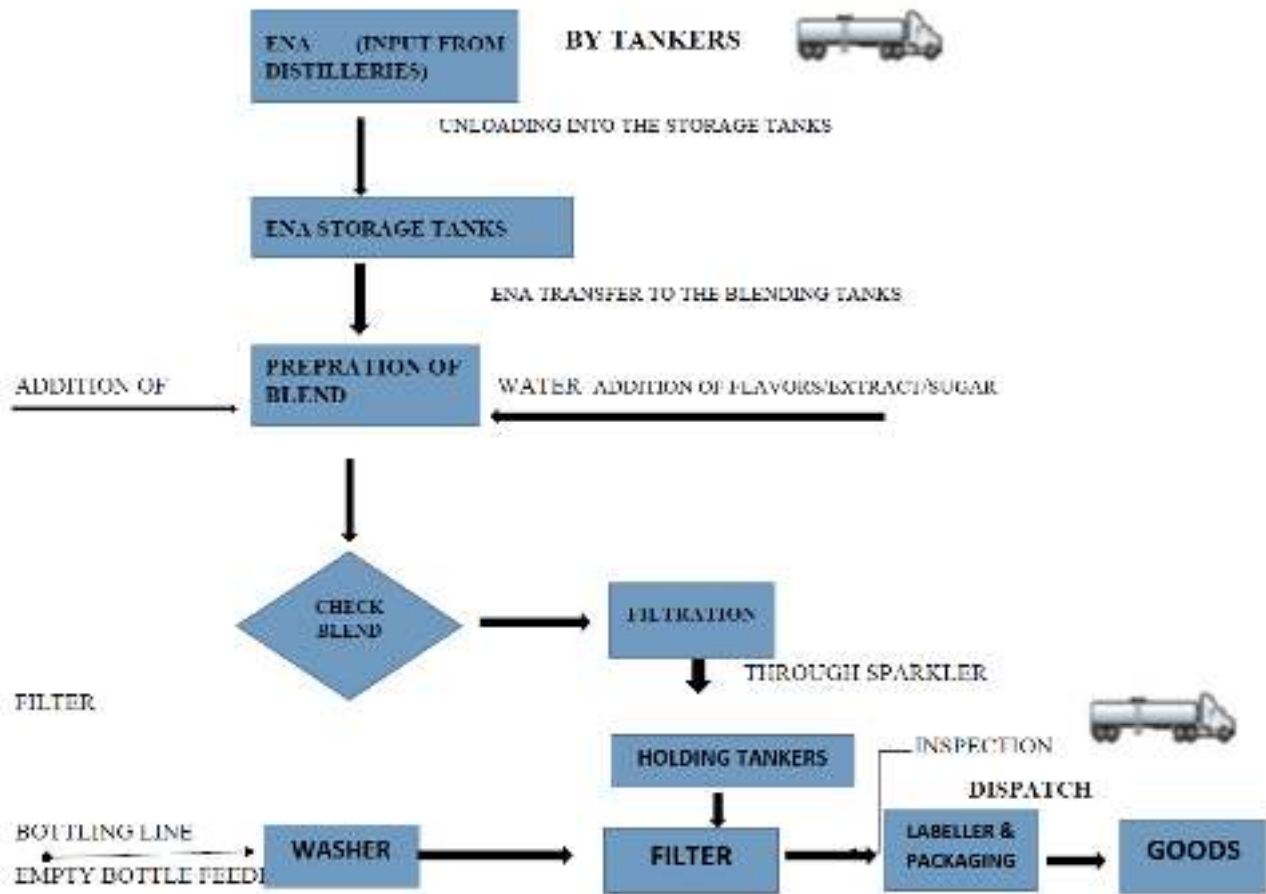 ENA (INPUT FROM
DISTILLERIES)
BY TANKERS
UNLOADING INTO THE STORAGE TANKS
ENA STORAGE TANKS
ENA TRANSFER TO THE BLENDING TANKS
PREPRATION OF
BLEND
ADDITION OF
WATER ADDITION OF FLAVORS/EXTRACT/SUGAR
CHECK
BLEND
FILTRATION
THROUGH SPARKLER
FILTER
HOLDING TANKERS
INSPECTION
DISPATCH
BOTTLING LINE
EMPTY BOTTLE
WASHER
FILTER
LABELLER &
PACKAGING
GOODS